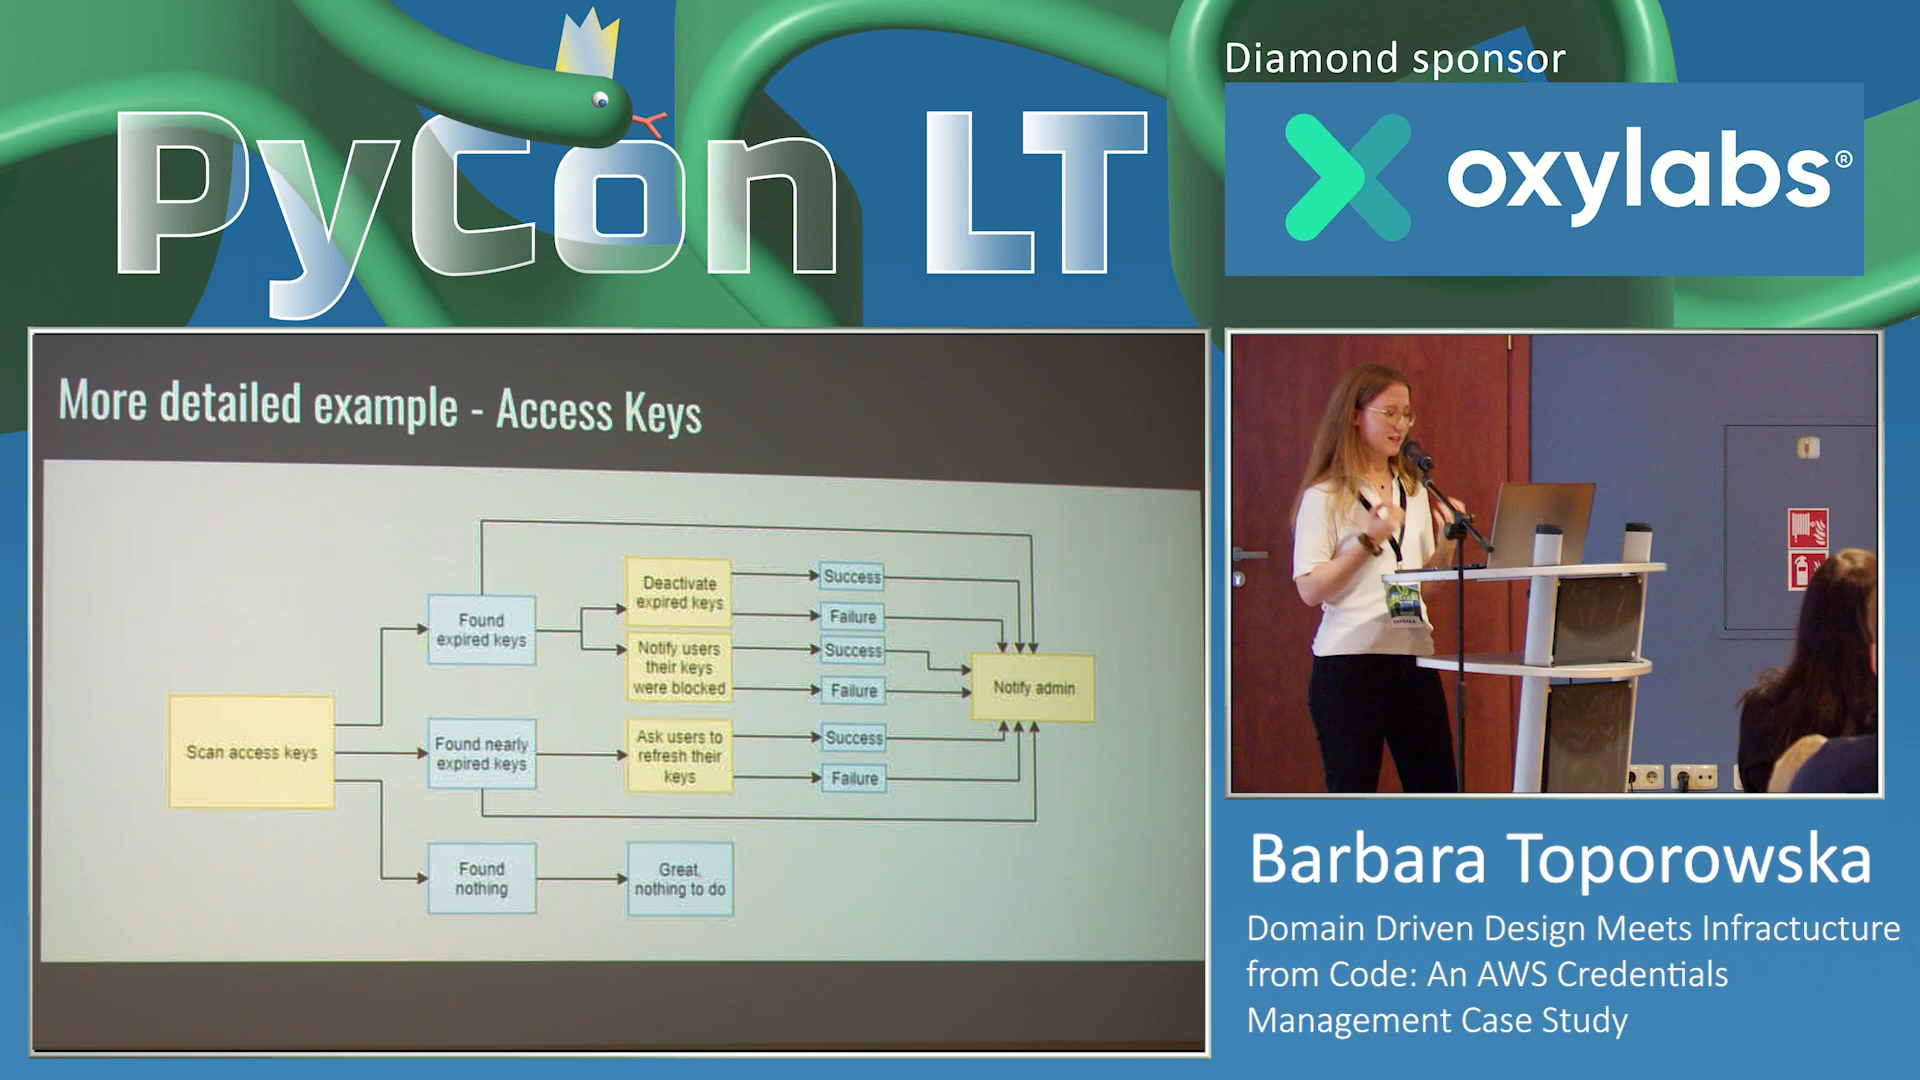 PyCon LT
Diamond sponsor
oxylabs®
More detailed example - Access Keys
Scan access keys
Found
expired keys
Found nearly
expired keys
Found
nothing
Deactivate
expired keys
Notify users
their keys
were blocked
Ask users to
refresh their
keys
Great,
nothing to do
Success
Failure
Success
Failure
Success
Failure
Notify admin
Barbara Toporowska
Domain Driven Design Meets Infractucture
from Code: An AWS Credentials
Management Case Study